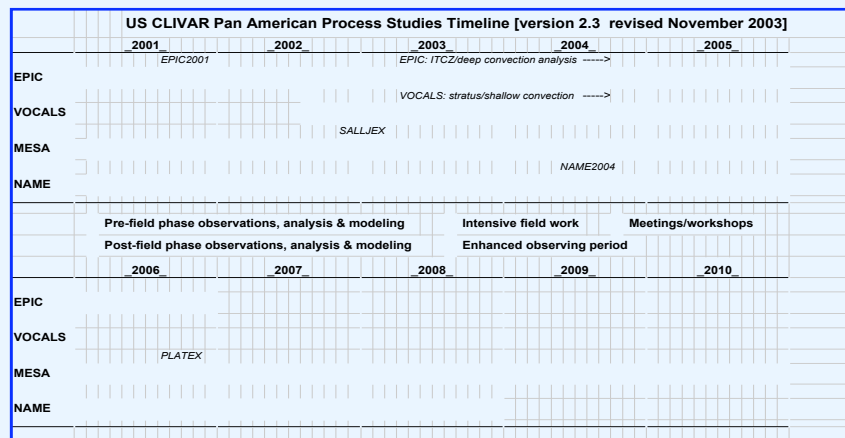 US CLIVAR Pan American Process Studies Timeline [version 2.3 revised November 2003]
_2001_ _2002_ _2003_ _2004_ _2005_
EPIC2001 EPIC: ITCZ/deep convection analysis ----->
EPIC
VOCALS: stratus/shallow convection ----->
VOCALS
SALLJEX
MESA
NAME2004
NAME
Pre-field phase observations, analysis & modeling Intensive field work Meetings/workshops
Post-field phase observations, analysis & modeling Enhanced observing period
_2006_ _2007_ _2008_ _2009_ _2010_
EPIC
VOCALS
PLATEX
MESA
NAME